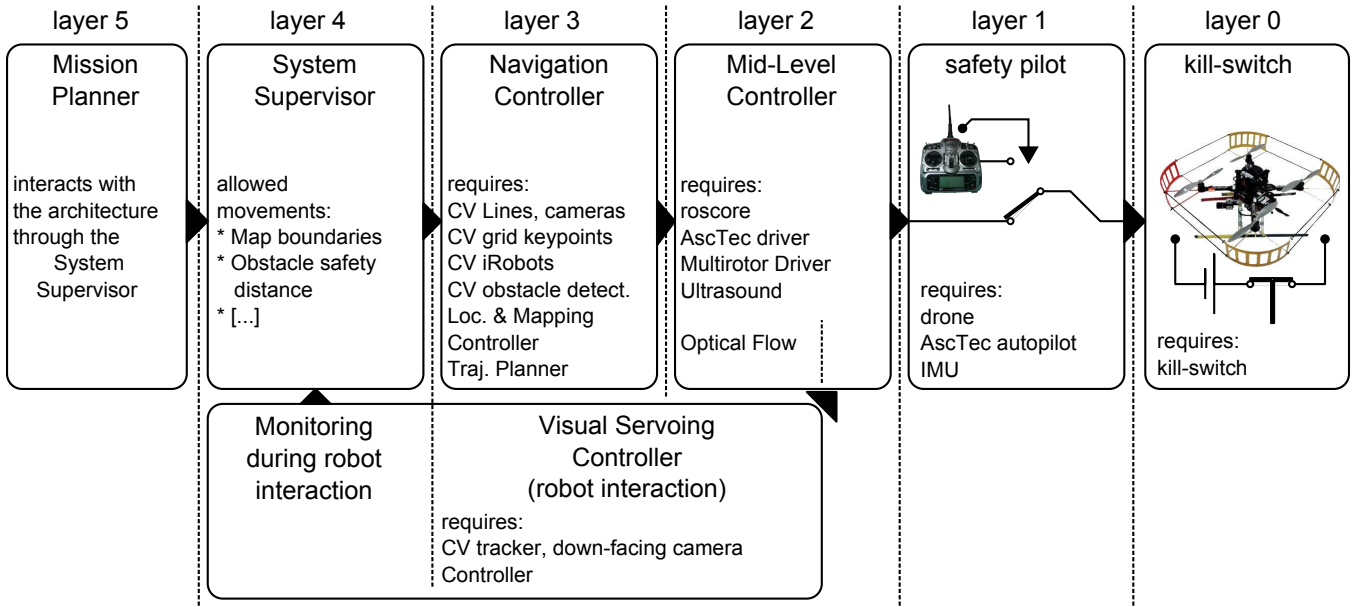 layer 5
layer 4
layer 3
layer 2
layer 1
layer 0
Mission
Planner
interacts with
the architecture
through the
System
Supervisor
System
Supervisor
allowed
movements:
* Map boundaries
* Obstacle safety
distance
* [...]
Navigation
Controller
requires:
CV Lines, cameras
CV grid keypoints
CV iRobots
CV obstacle detect.
Loc. & Mapping
Controller
Traj. Planner
Mid-Level
Controller
requires:
roscore
AscTec driver
Multirotor Driver
Ultrasound
Optical Flow
safety pilot
requires:
drone
AscTec autopilot
IMU
kill-switch
requires:
kill-switch
Monitoring
during robot
interaction
Visual Servoing
Controller
(robot interaction)
requires:
CV tracker, down-facing camera
Controller